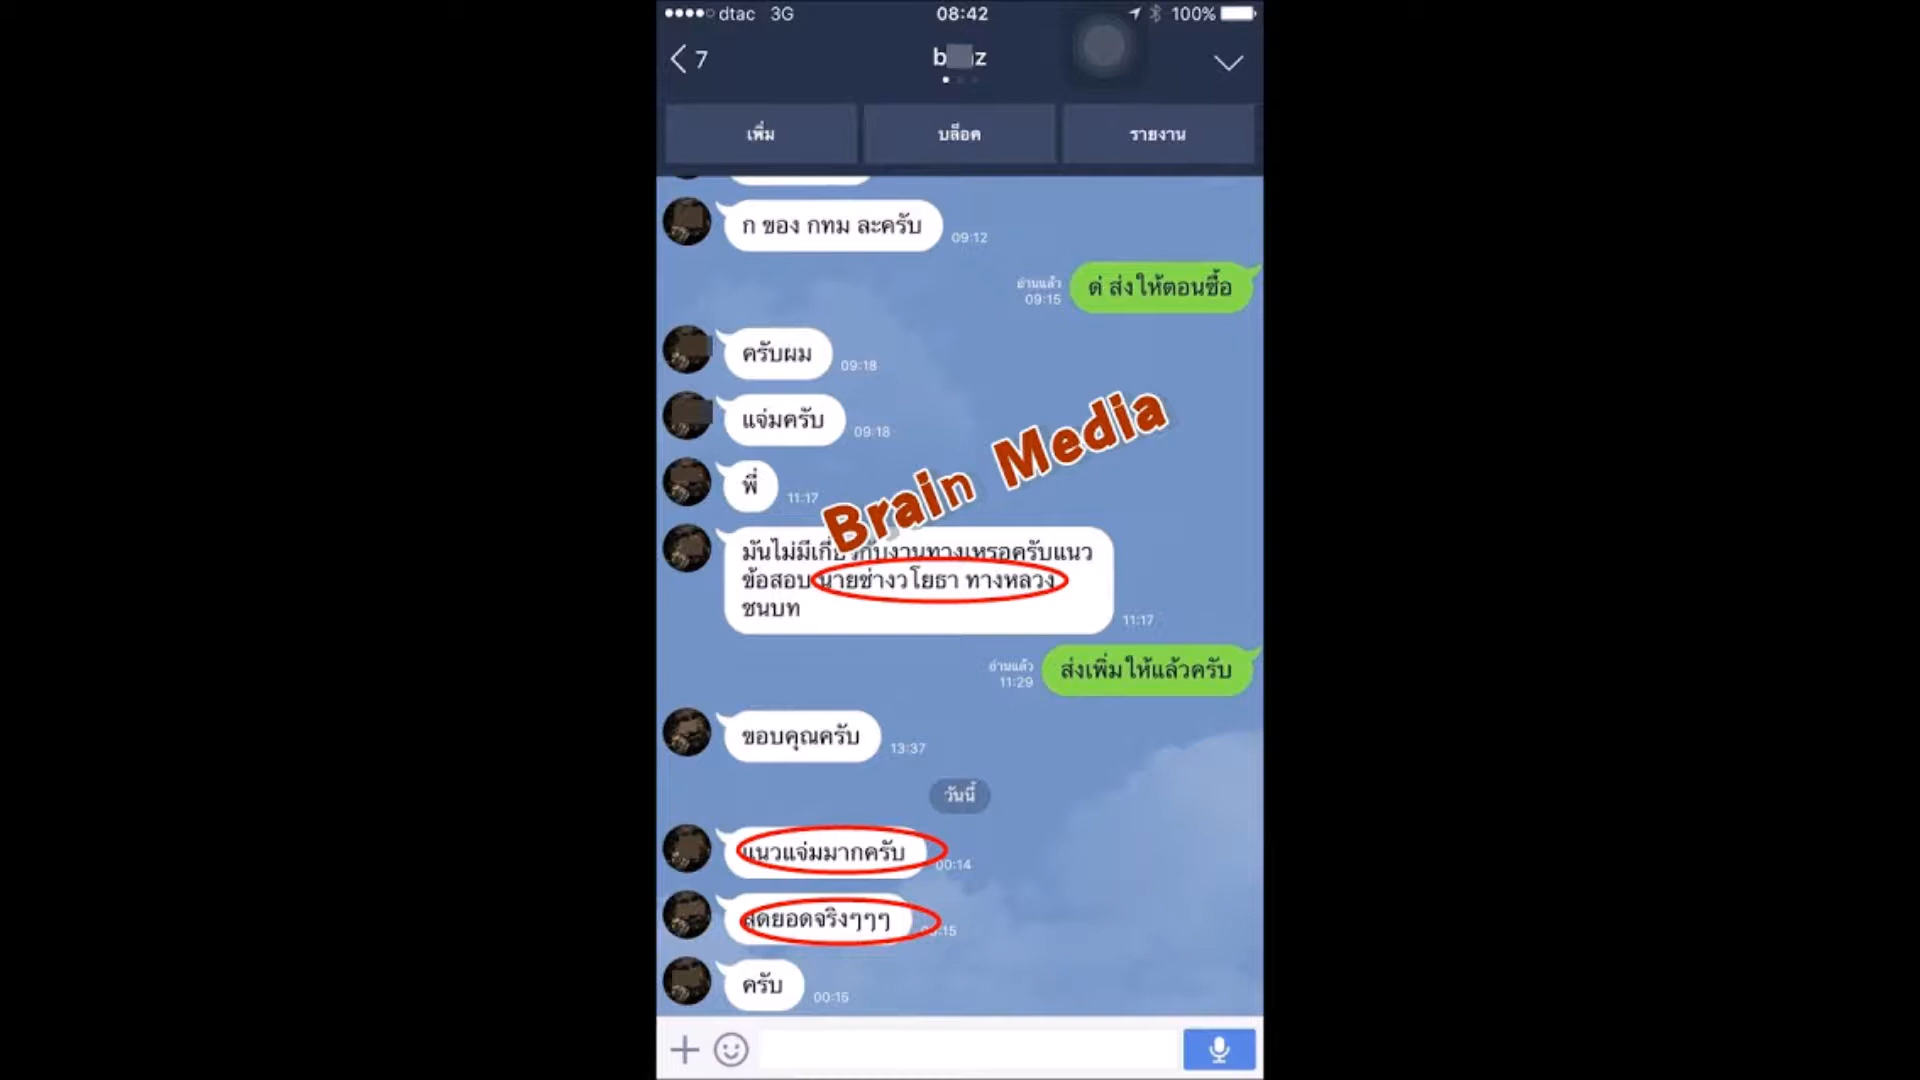 dtac 3G 08:42 100%
7 b z
เพิ่ม บล็อค รายงาน
ก ของ กทม ละครับ
09:12
อ่านแล้ว
09:15
ด่ ส่งให้ตอนซื้อ
ครับผม
09:18
แจ่มครับ
09:18
พี่
11:17
Brain Media
มันไม่มีเกี่ยวกับงานทางเหรอครับแนว
ข้อสอบ นายช่างวโยธา ทางหลวง
ชนบท
11:17
อ่านแล้ว
11:29
ส่งเพิ่มให้แล้วครับ
ขอบคุณครับ
13:37
วันนี้
แนวแจ่มมากครับ
00:14
สุดยอดจริงๆๆๆ
00:15
ครับ
00:15